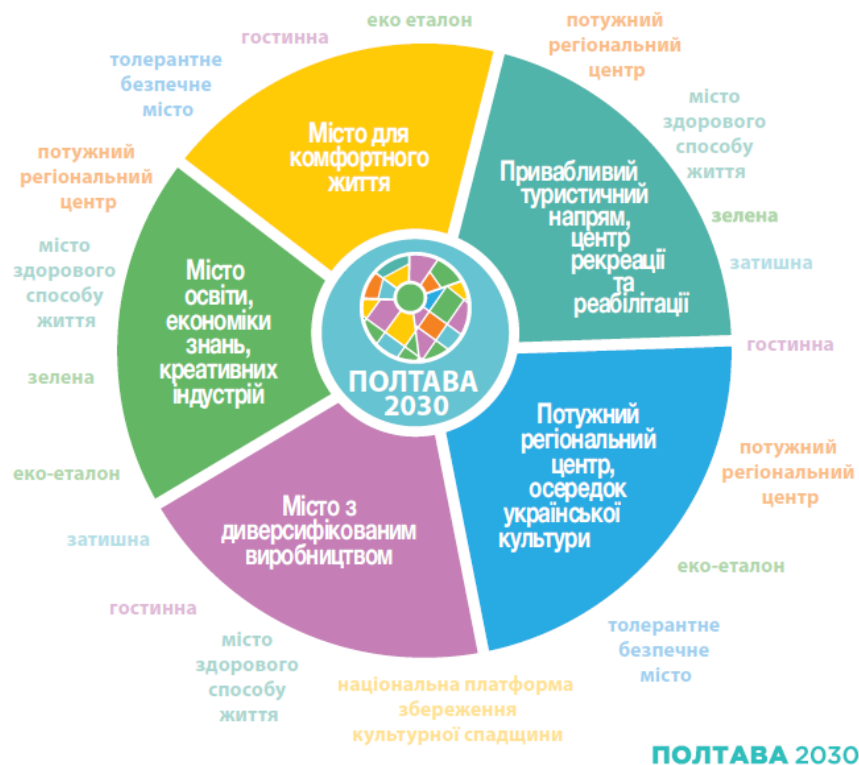 еко еталон
гостинна
толерантне
безпечне
місто
потужний
регіональний
центр
місто
здорового
способу
життя
зелена
еко-еталон
затишна
гостинна
місто
здорового
способу
життя
національна платформа
збереження
культурної спадщини
потужний
регіональний
центр
місто
здорового
способу
життя
зелена
затишна
гостинна
потужний
регіональний
центр
еко-еталон
толерантне
безпечне
місто
Місто для
комфортного
життя
Привабливий
туристичний
напрям,
центр
рекреації
та
реабілітації
Місто
освіти,
економіки
знань,
креативних
індустрій
ПОЛТАВА
2030
Потужний
регіональний
центр,
осередок
української
культури
Місто з
диверсифікованим
виробництвом
ПОЛТАВА 2030